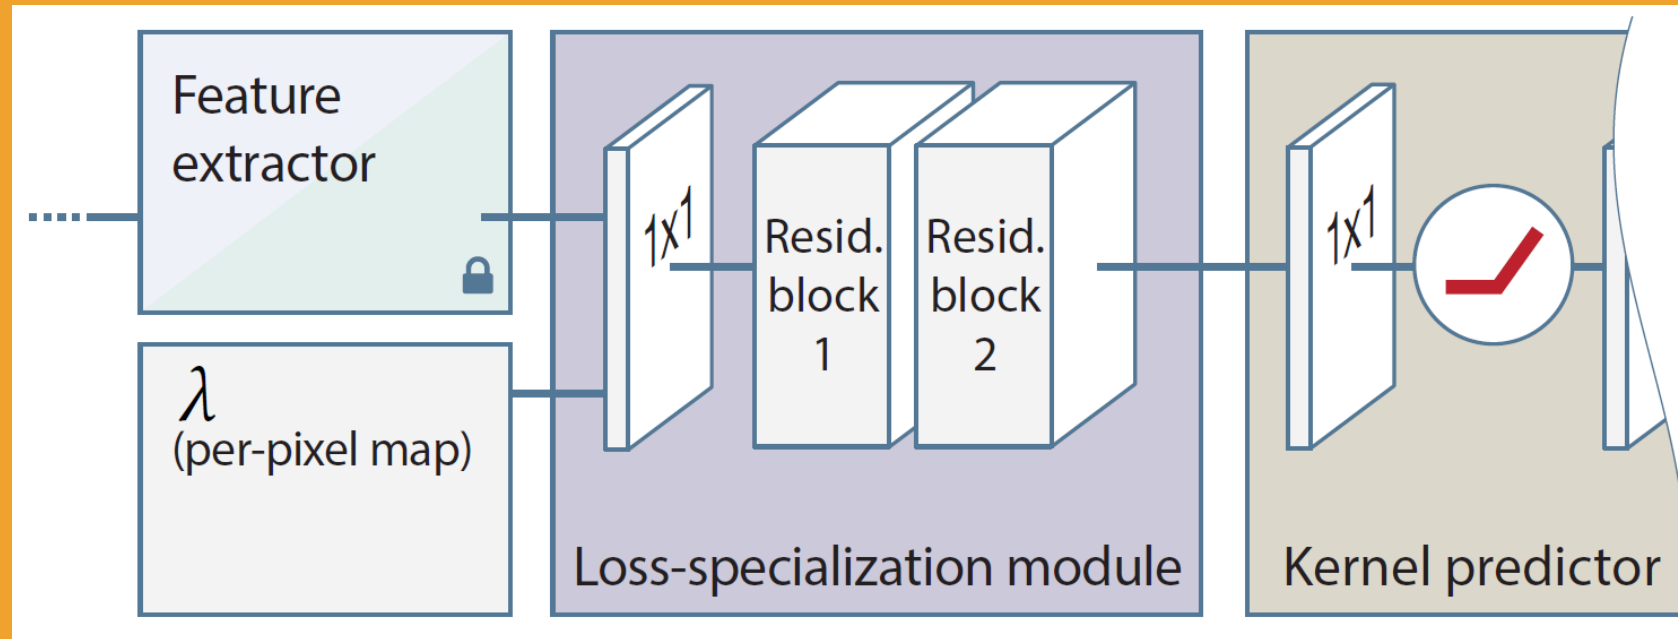 Feature
extractor
λ
(per-pixel map)
1x1
Resid.
block
1
Resid.
block
2
Loss-specialization module
1x1
Kernel predictor